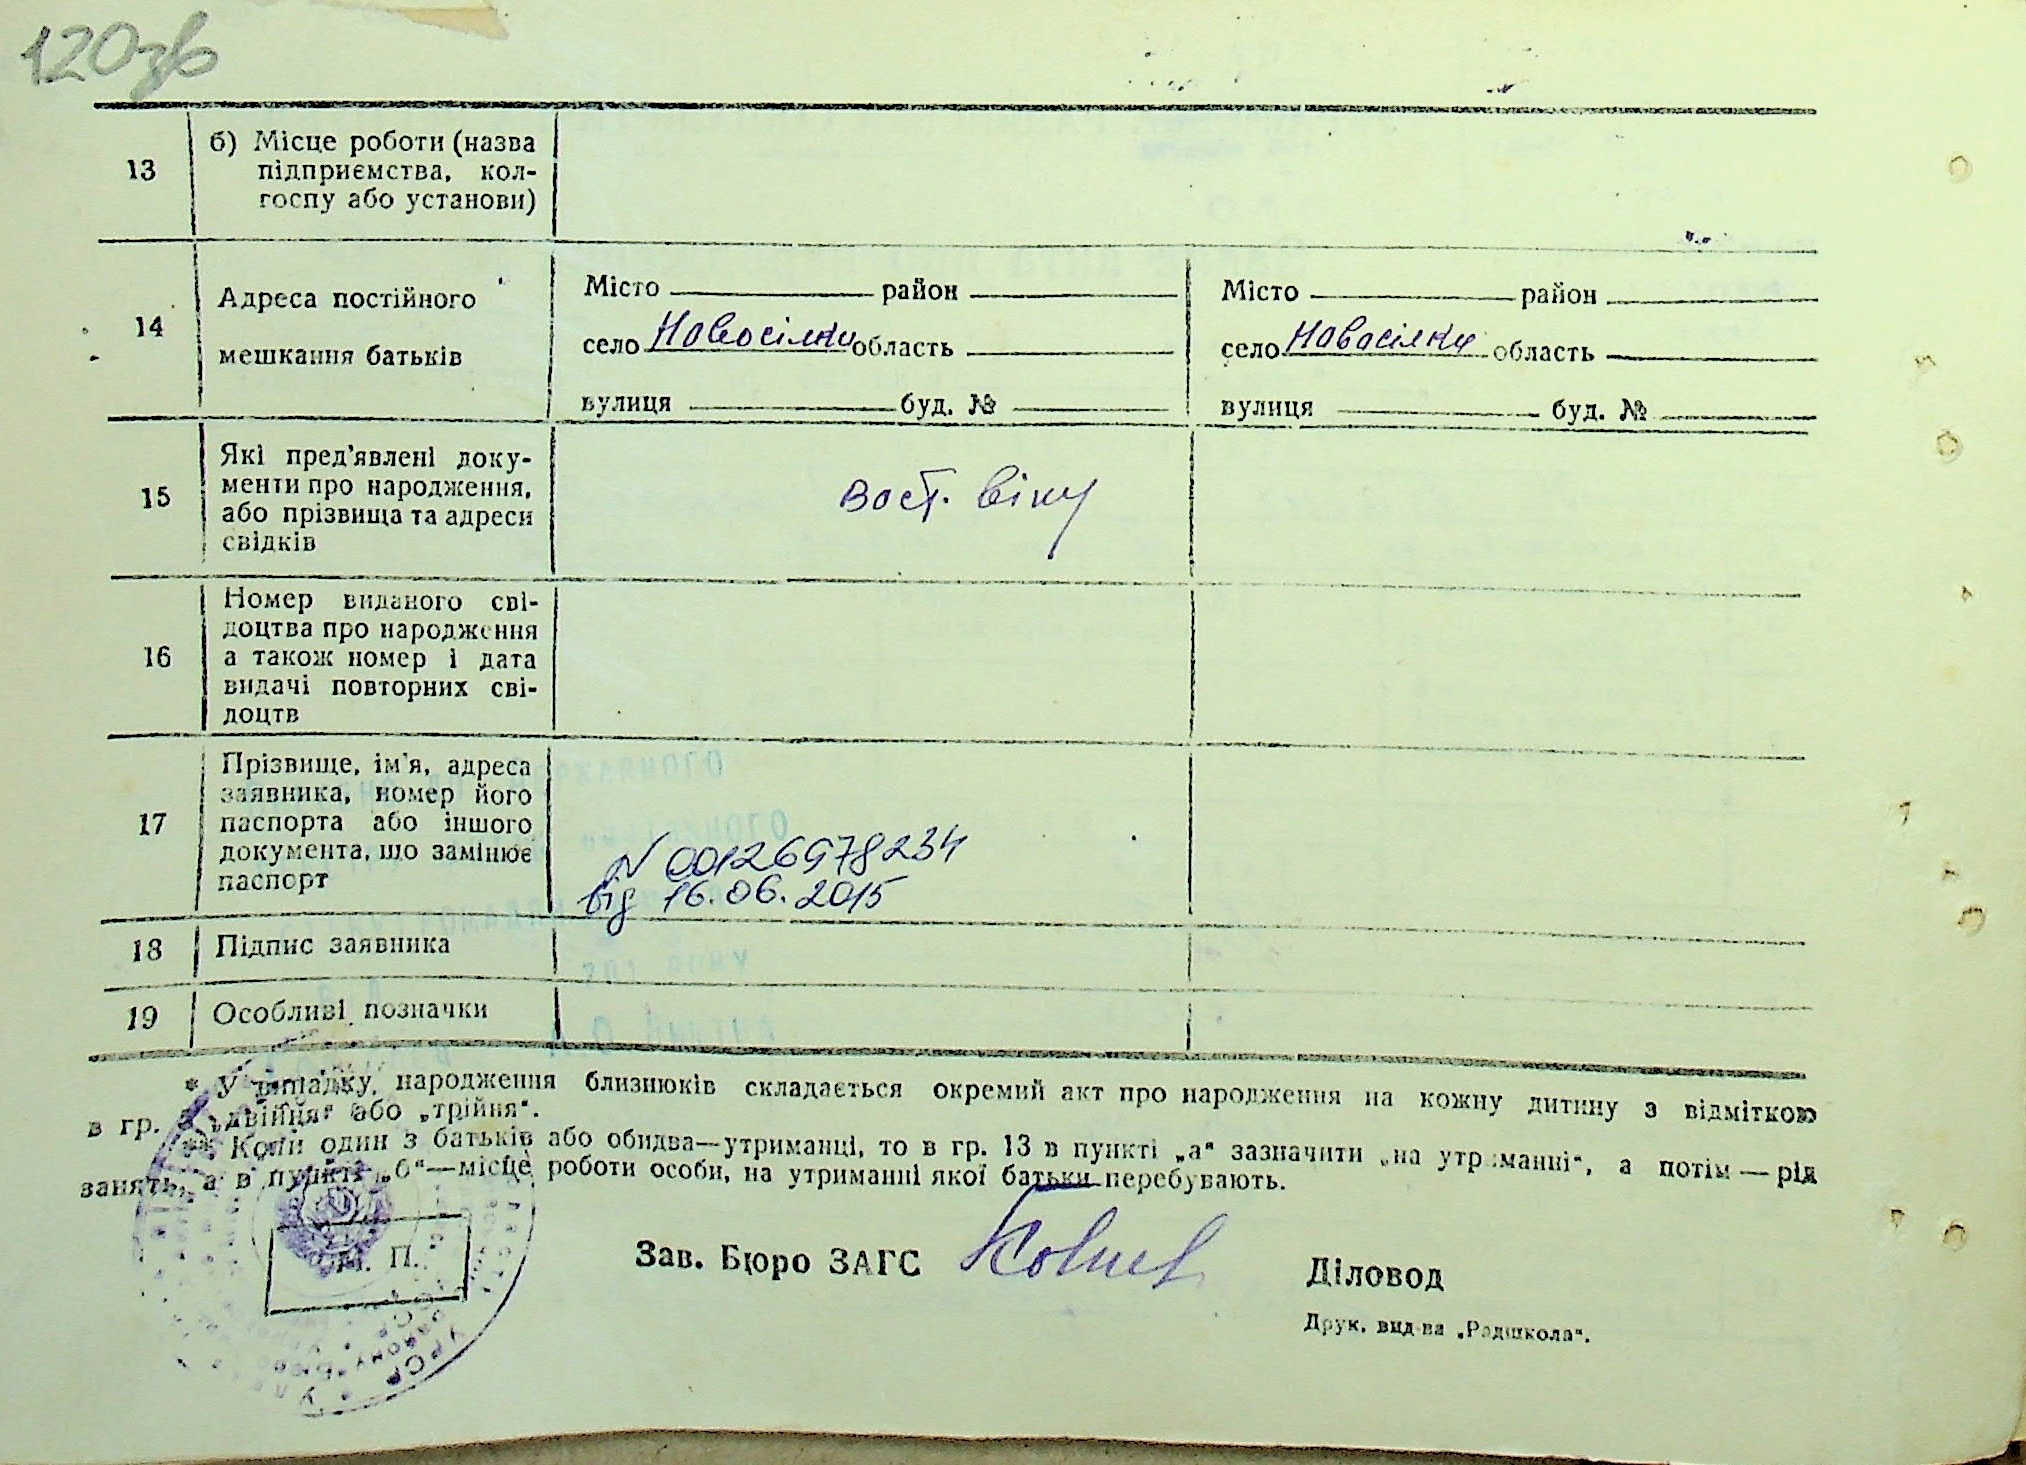 120зв
13
б) Місце роботи (назва
підприємства, кол-
госпу або установи)
14
Адреса постійного
мешкання батьків
Місто район
село Новосілки область
вулиця буд. №
Місто район
село Новосілки область
вулиця буд. №
15
Які пред'явлені доку-
менти про народження,
або прізвища та адреси
свідків
вост. віку
16
Номер виданого сві-
доцтва про народження
а також номер і дата
видачі повторних сві-
доцтв
17
Прізвище, ім'я, адреса
заявника, номер його
паспорта або іншого
документа, що замінює
паспорт
N 00126978234
від 16.06.2015
18
Підпис заявника
19
Особливі позначки
* У випадку народження близнюків складається окремий акт про народження на кожну дитину з відміткою
в гр. „двійня" або „трійня".
** Коли один з батьків або обидва—утриманці, то в гр. 13 в пункті „а" зазначити „на утриманні", а потім — рід
занять, а в пункті „б"—місце роботи особи, на утриманні якої батьки перебувають.
М. П.
Зав. Бюро ЗАГС
Діловод
Друк. вид-ва „Радшкола".